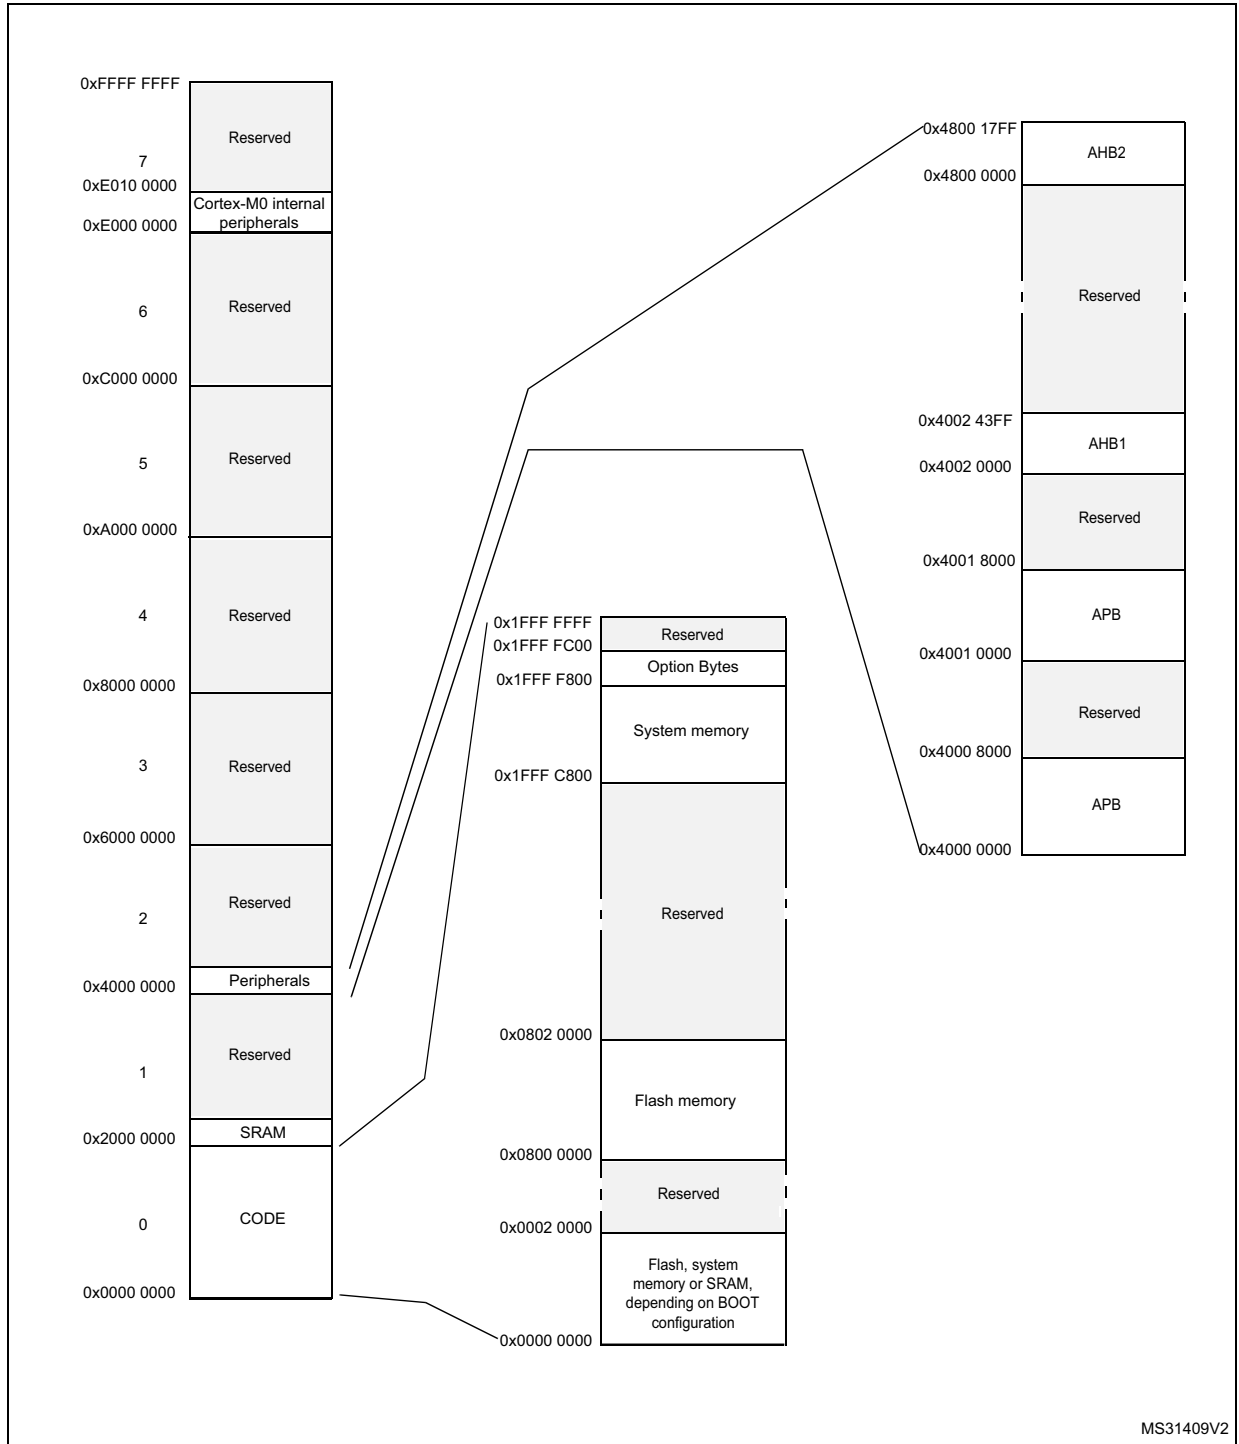 0xFFFF FFFF
Reserved
7
0xE010 0000
Cortex-M0 internal
peripherals
0xE000 0000
Reserved
6
0xC000 0000
Reserved
5
0xA000 0000
Reserved
4
0x8000 0000
Reserved
3
0x6000 0000
Reserved
2
Peripherals
0x4000 0000
Reserved
1
SRAM
0x2000 0000
CODE
0
0x0000 0000
0x1FFF FFFF
Reserved
0x1FFF FC00
Option Bytes
0x1FFF F800
System memory
0x1FFF C800
Reserved
0x0802 0000
Flash memory
0x0800 0000
Reserved
0x0002 0000
Flash, system
memory or SRAM,
depending on BOOT
configuration
0x0000 0000
0x4800 17FF
AHB2
0x4800 0000
Reserved
0x4002 43FF
AHB1
0x4002 0000
Reserved
0x4001 8000
APB
0x4001 0000
Reserved
0x4000 8000
APB
0x4000 0000
MS31409V2